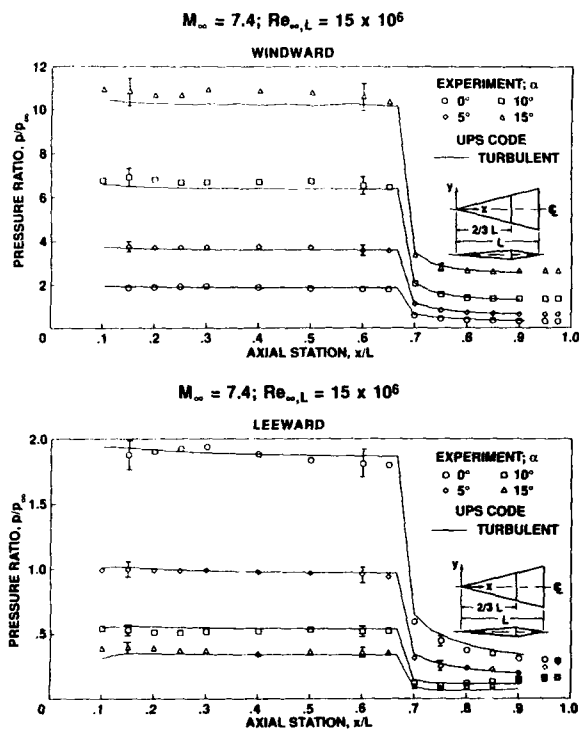 M∞ = 7.4; Re∞,L = 15 x 10⁶
WINDWARD
12
10
8
6
4
2
0
PRESSURE RATIO, p/p∞
EXPERIMENT; α
○ 0° □ 10°
◇ 5° △ 15°
UPS CODE
— TURBULENT
y
x
℄
2/3 L
L
.1 .2 .3 .4 .5 .6 .7 .8 .9 1.0
AXIAL STATION, x/L
M∞ = 7.4; Re∞,L = 15 x 10⁶
LEEWARD
2.0
1.5
1.0
.5
0
PRESSURE RATIO, p/p∞
EXPERIMENT; α
○ 0° □ 10°
◇ 5° △ 15°
UPS CODE
— TURBULENT
y
x
℄
2/3 L
L
.1 .2 .3 .4 .5 .6 .7 .8 .9 1.0
AXIAL STATION, x/L